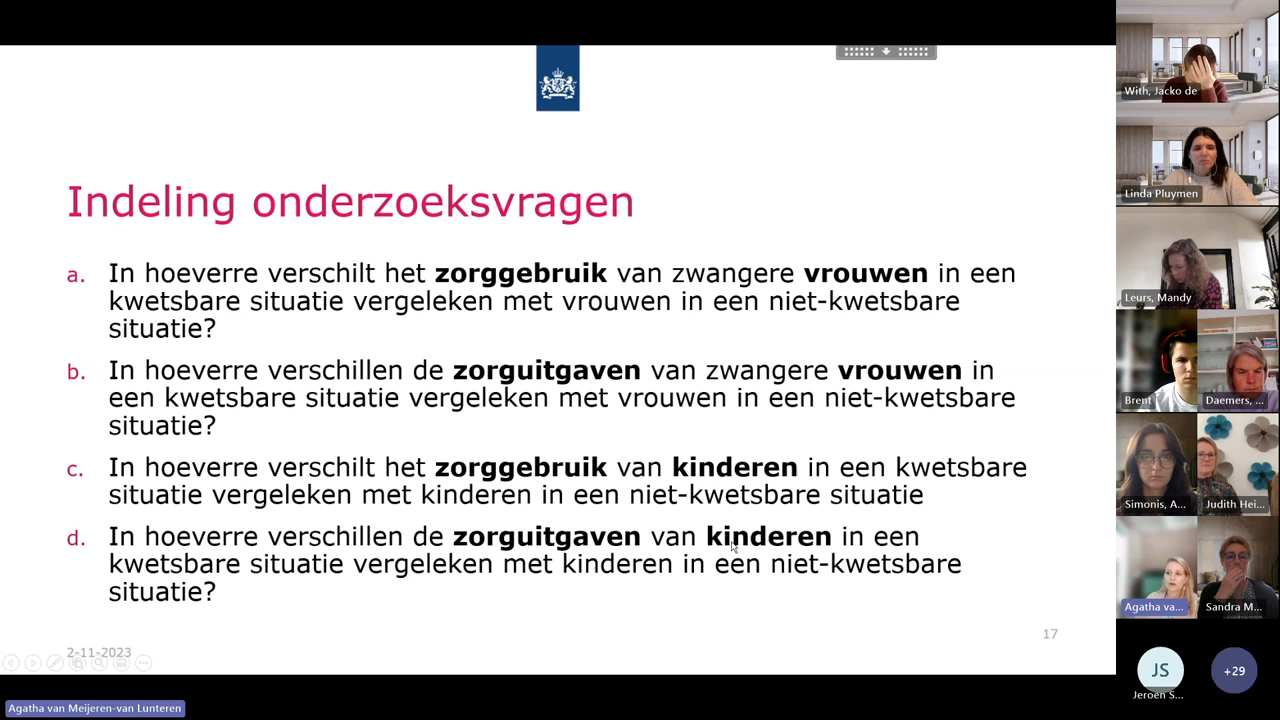 Indeling onderzoeksvragen
a. In hoeverre verschilt het zorggebruik van zwangere vrouwen in een
kwetsbare situatie vergeleken met vrouwen in een niet-kwetsbare
situatie?
b. In hoeverre verschillen de zorguitgaven van zwangere vrouwen in
een kwetsbare situatie vergeleken met vrouwen in een niet-kwetsbare
situatie?
c. In hoeverre verschilt het zorggebruik van kinderen in een kwetsbare
situatie vergeleken met kinderen in een niet-kwetsbare situatie
d. In hoeverre verschillen de zorguitgaven van kinderen in een
kwetsbare situatie vergeleken met kinderen in een niet-kwetsbare
situatie?
17
2-11-2023
Agatha van Meijeren-van Lunteren
With, Jacko de
Linda Pluymen
Leurs, Mandy
Brent
Daemers, ...
Simonis, A...
Judith Hei...
Agatha va...
Sandra M...
JS
Jeroen S...
+29